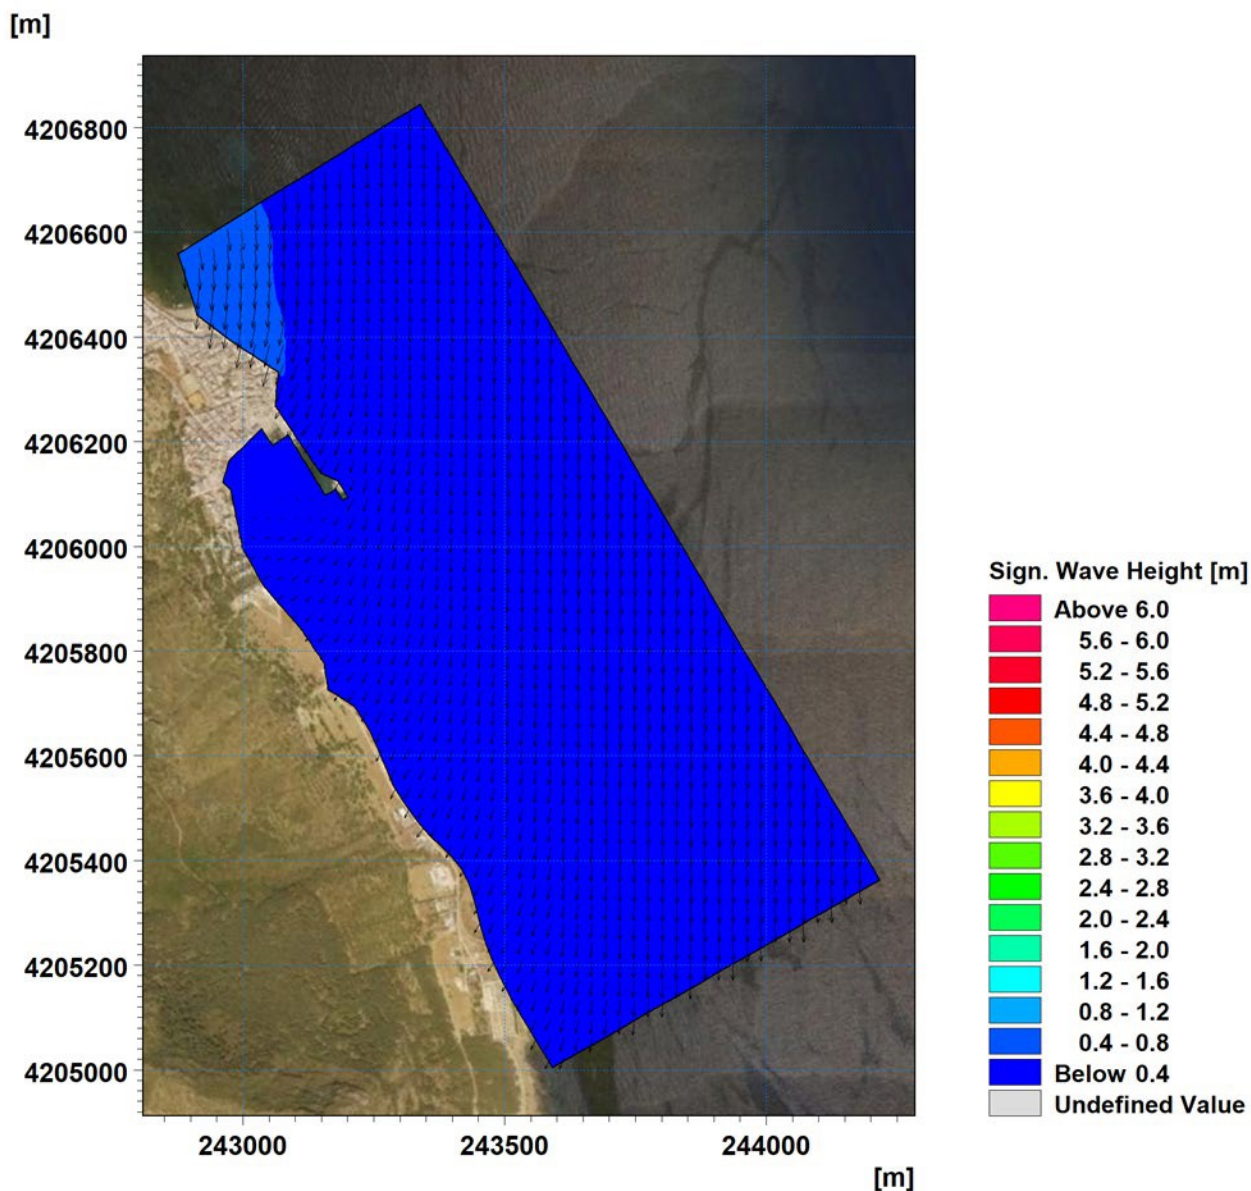 [m]
4206800
4206600
4206400
4206200
4206000
4205800
4205600
4205400
4205200
4205000
243000
243500
244000
[m]
Sign. Wave Height [m]
Above 6.0
5.6 - 6.0
5.2 - 5.6
4.8 - 5.2
4.4 - 4.8
4.0 - 4.4
3.6 - 4.0
3.2 - 3.6
2.8 - 3.2
2.4 - 2.8
2.0 - 2.4
1.6 - 2.0
1.2 - 1.6
0.8 - 1.2
0.4 - 0.8
Below 0.4
Undefined Value